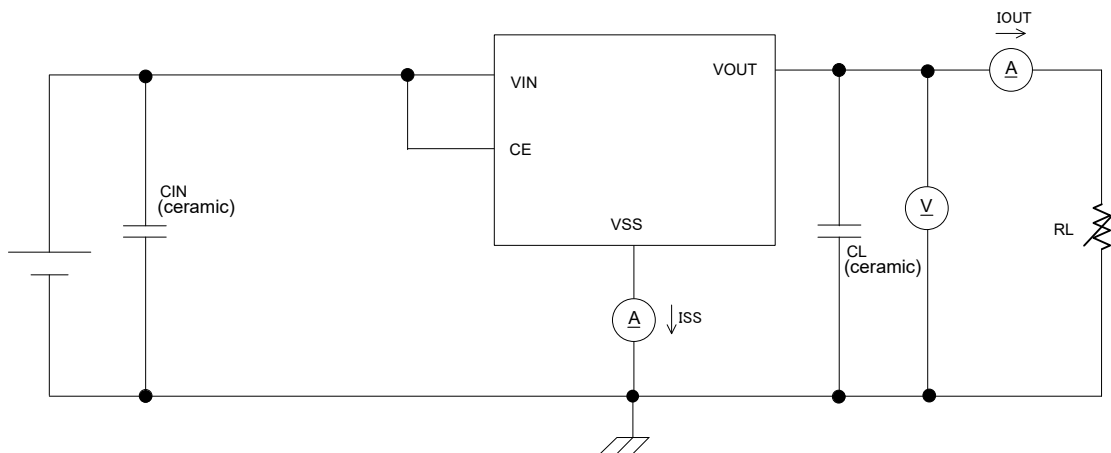 IOUT
A
VOUT
VIN
CE
CIN
(ceramic)
VSS
V
RL
CL
(ceramic)
A
ISS